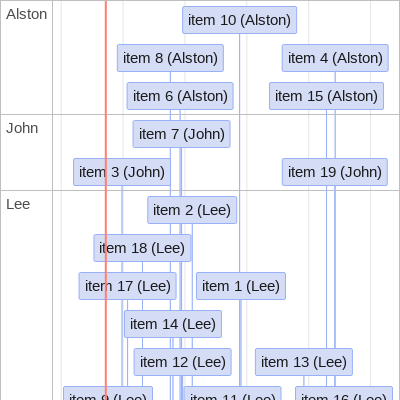 Alston
item 10 (Alston)
item 8 (Alston)
item 4 (Alston)
item 6 (Alston)
item 15 (Alston)
John
item 7 (John)
item 3 (John)
item 19 (John)
Lee
item 2 (Lee)
item 18 (Lee)
item 17 (Lee)
item 1 (Lee)
item 14 (Lee)
item 12 (Lee)
item 13 (Lee)
item 9 (Lee)
item 11 (Lee)
item 16 (Lee)